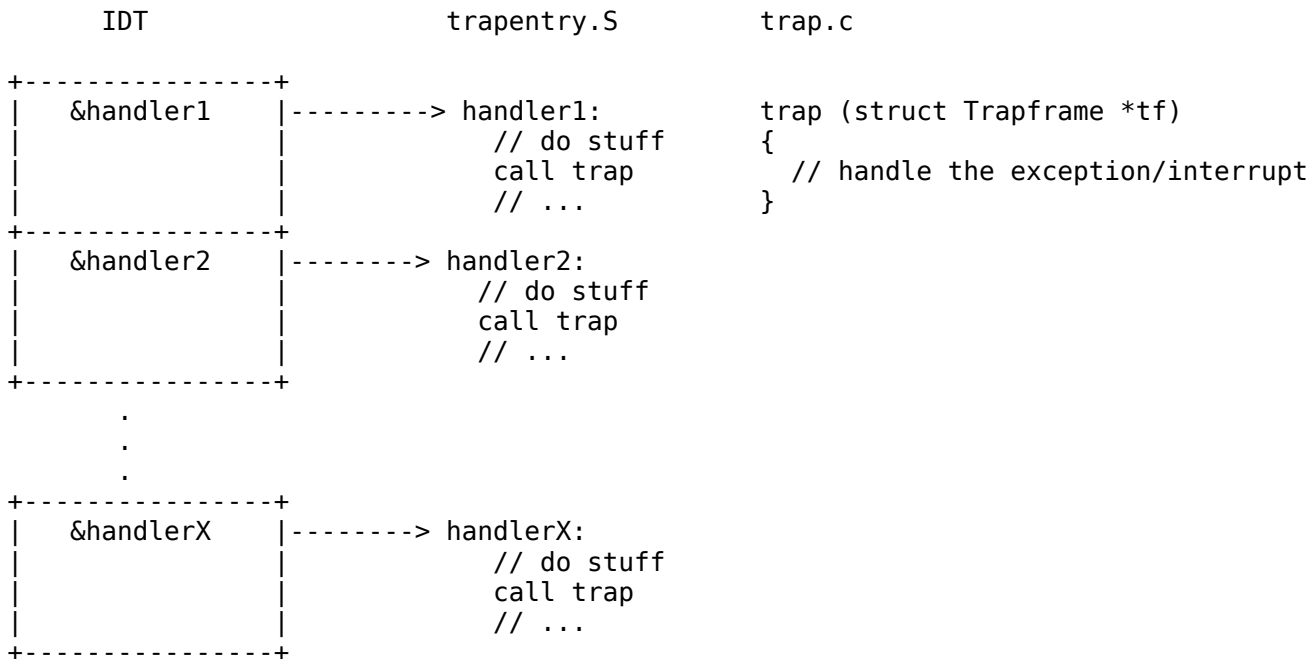 IDT                   trapentry.S         trap.c

+----------------+
|   &handler1    |---------> handler1:          trap (struct Trapframe *tf)
|                |             // do stuff      {
|                |             call trap          // handle the exception/interrupt
|                |             // ...           }
+----------------+
|   &handler2    |--------> handler2:
|                |            // do stuff
|                |            call trap
|                |            // ...
+----------------+
       .
       .
       .
+----------------+
|   &handlerX    |--------> handlerX:
|                |             // do stuff
|                |             call trap
|                |             // ...
+----------------+